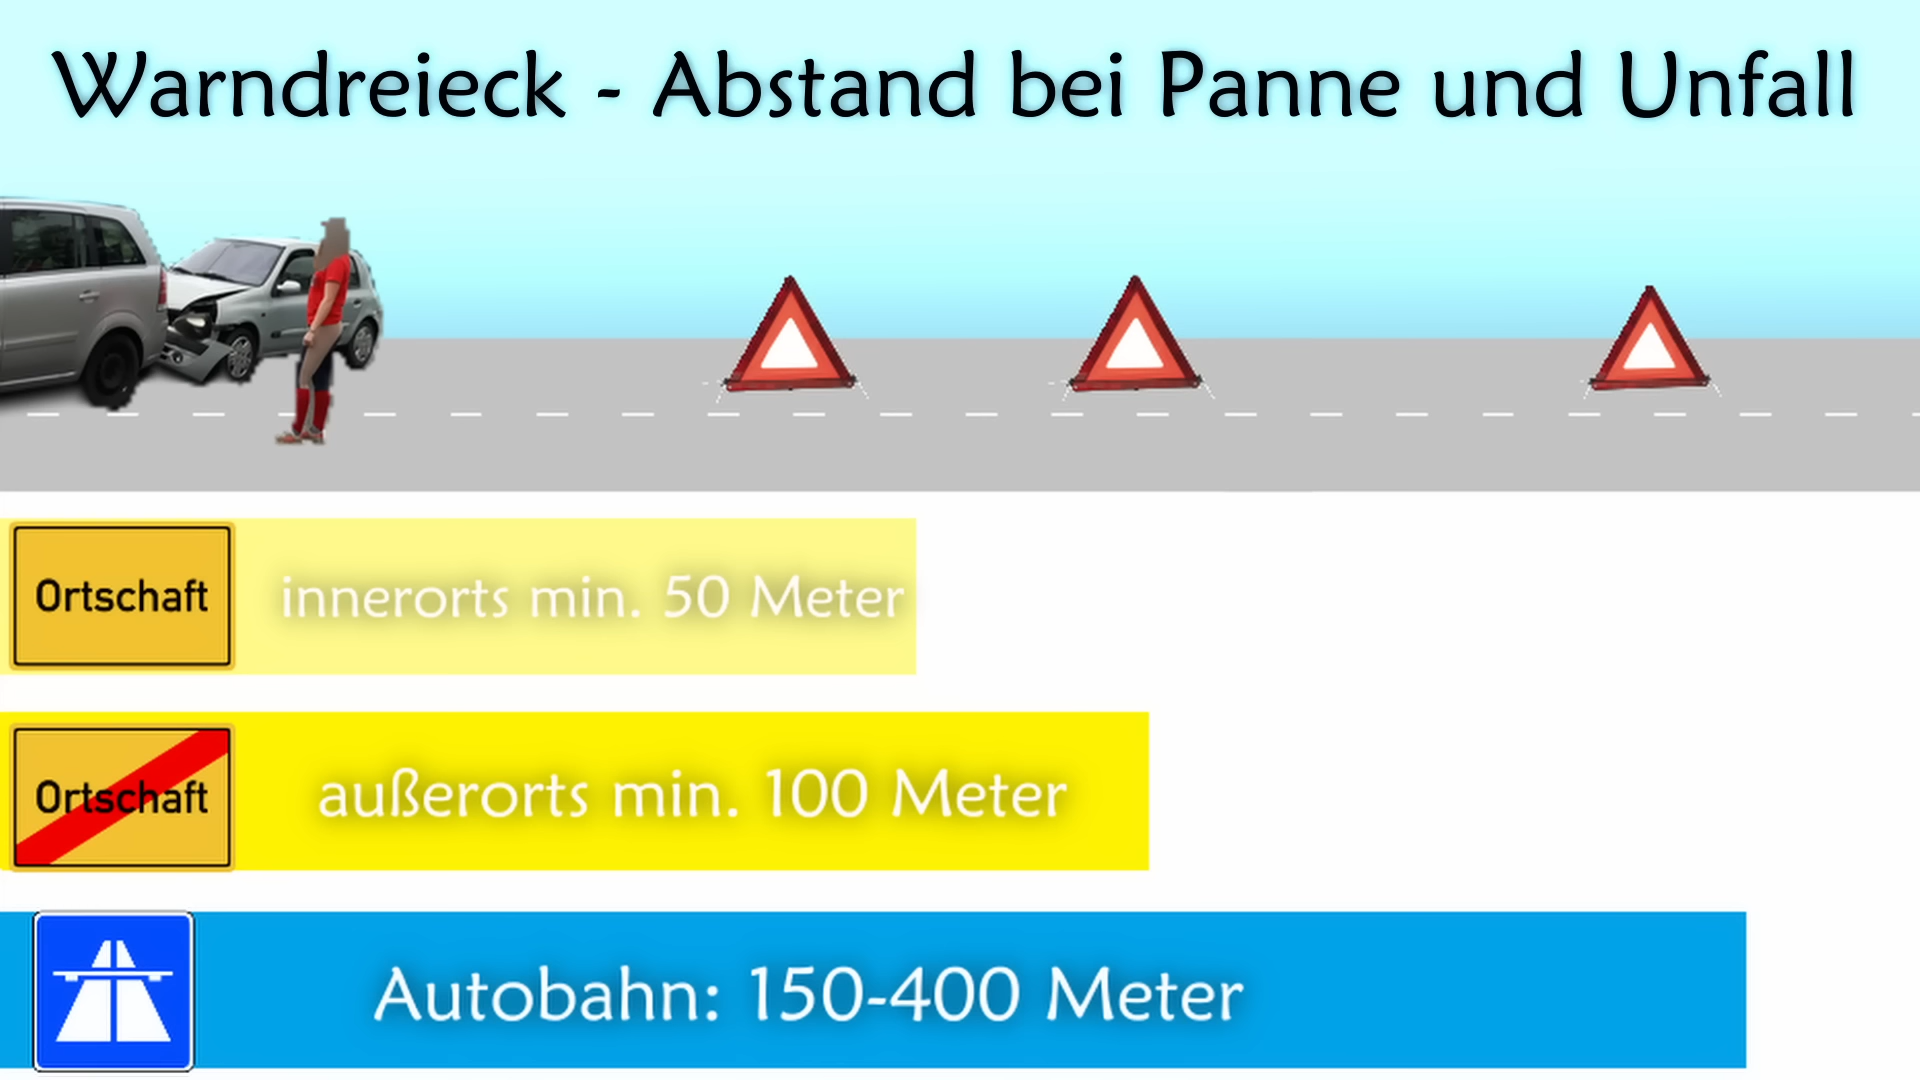 Warndreieck - Abstand bei Panne und Unfall
Ortschaft
innerorts min. 50 Meter
Ortschaft
außerorts min. 100 Meter
Autobahn: 150-400 Meter